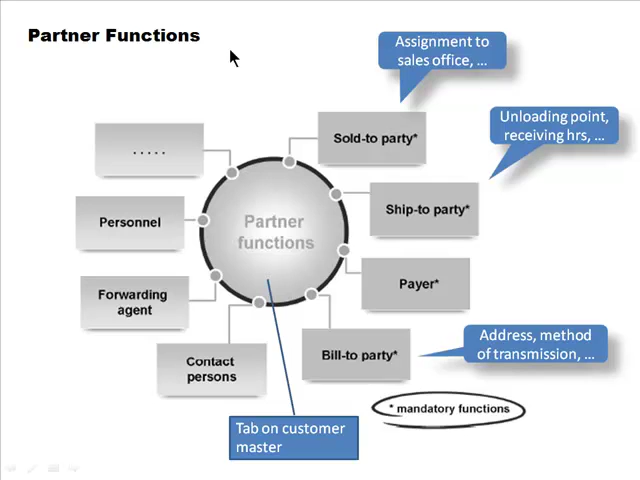 Partner Functions
Assignment to
sales office, ...
Unloading point,
receiving hrs, ...
Sold-to party*
. . . . .
Ship-to party*
Personnel
Partner
functions
Payer*
Forwarding
agent
Address, method
of transmission, ...
Bill-to party*
Contact
persons
* mandatory functions
Tab on customer
master